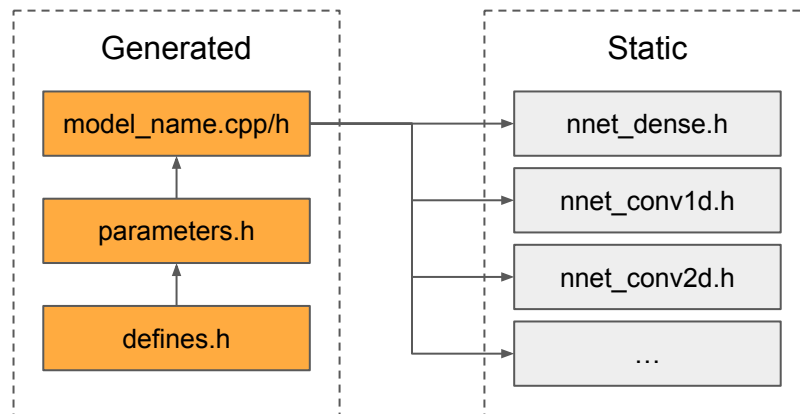 Generated
model_name.cpp/h
parameters.h
defines.h
Static
nnet_dense.h
nnet_conv1d.h
nnet_conv2d.h
...